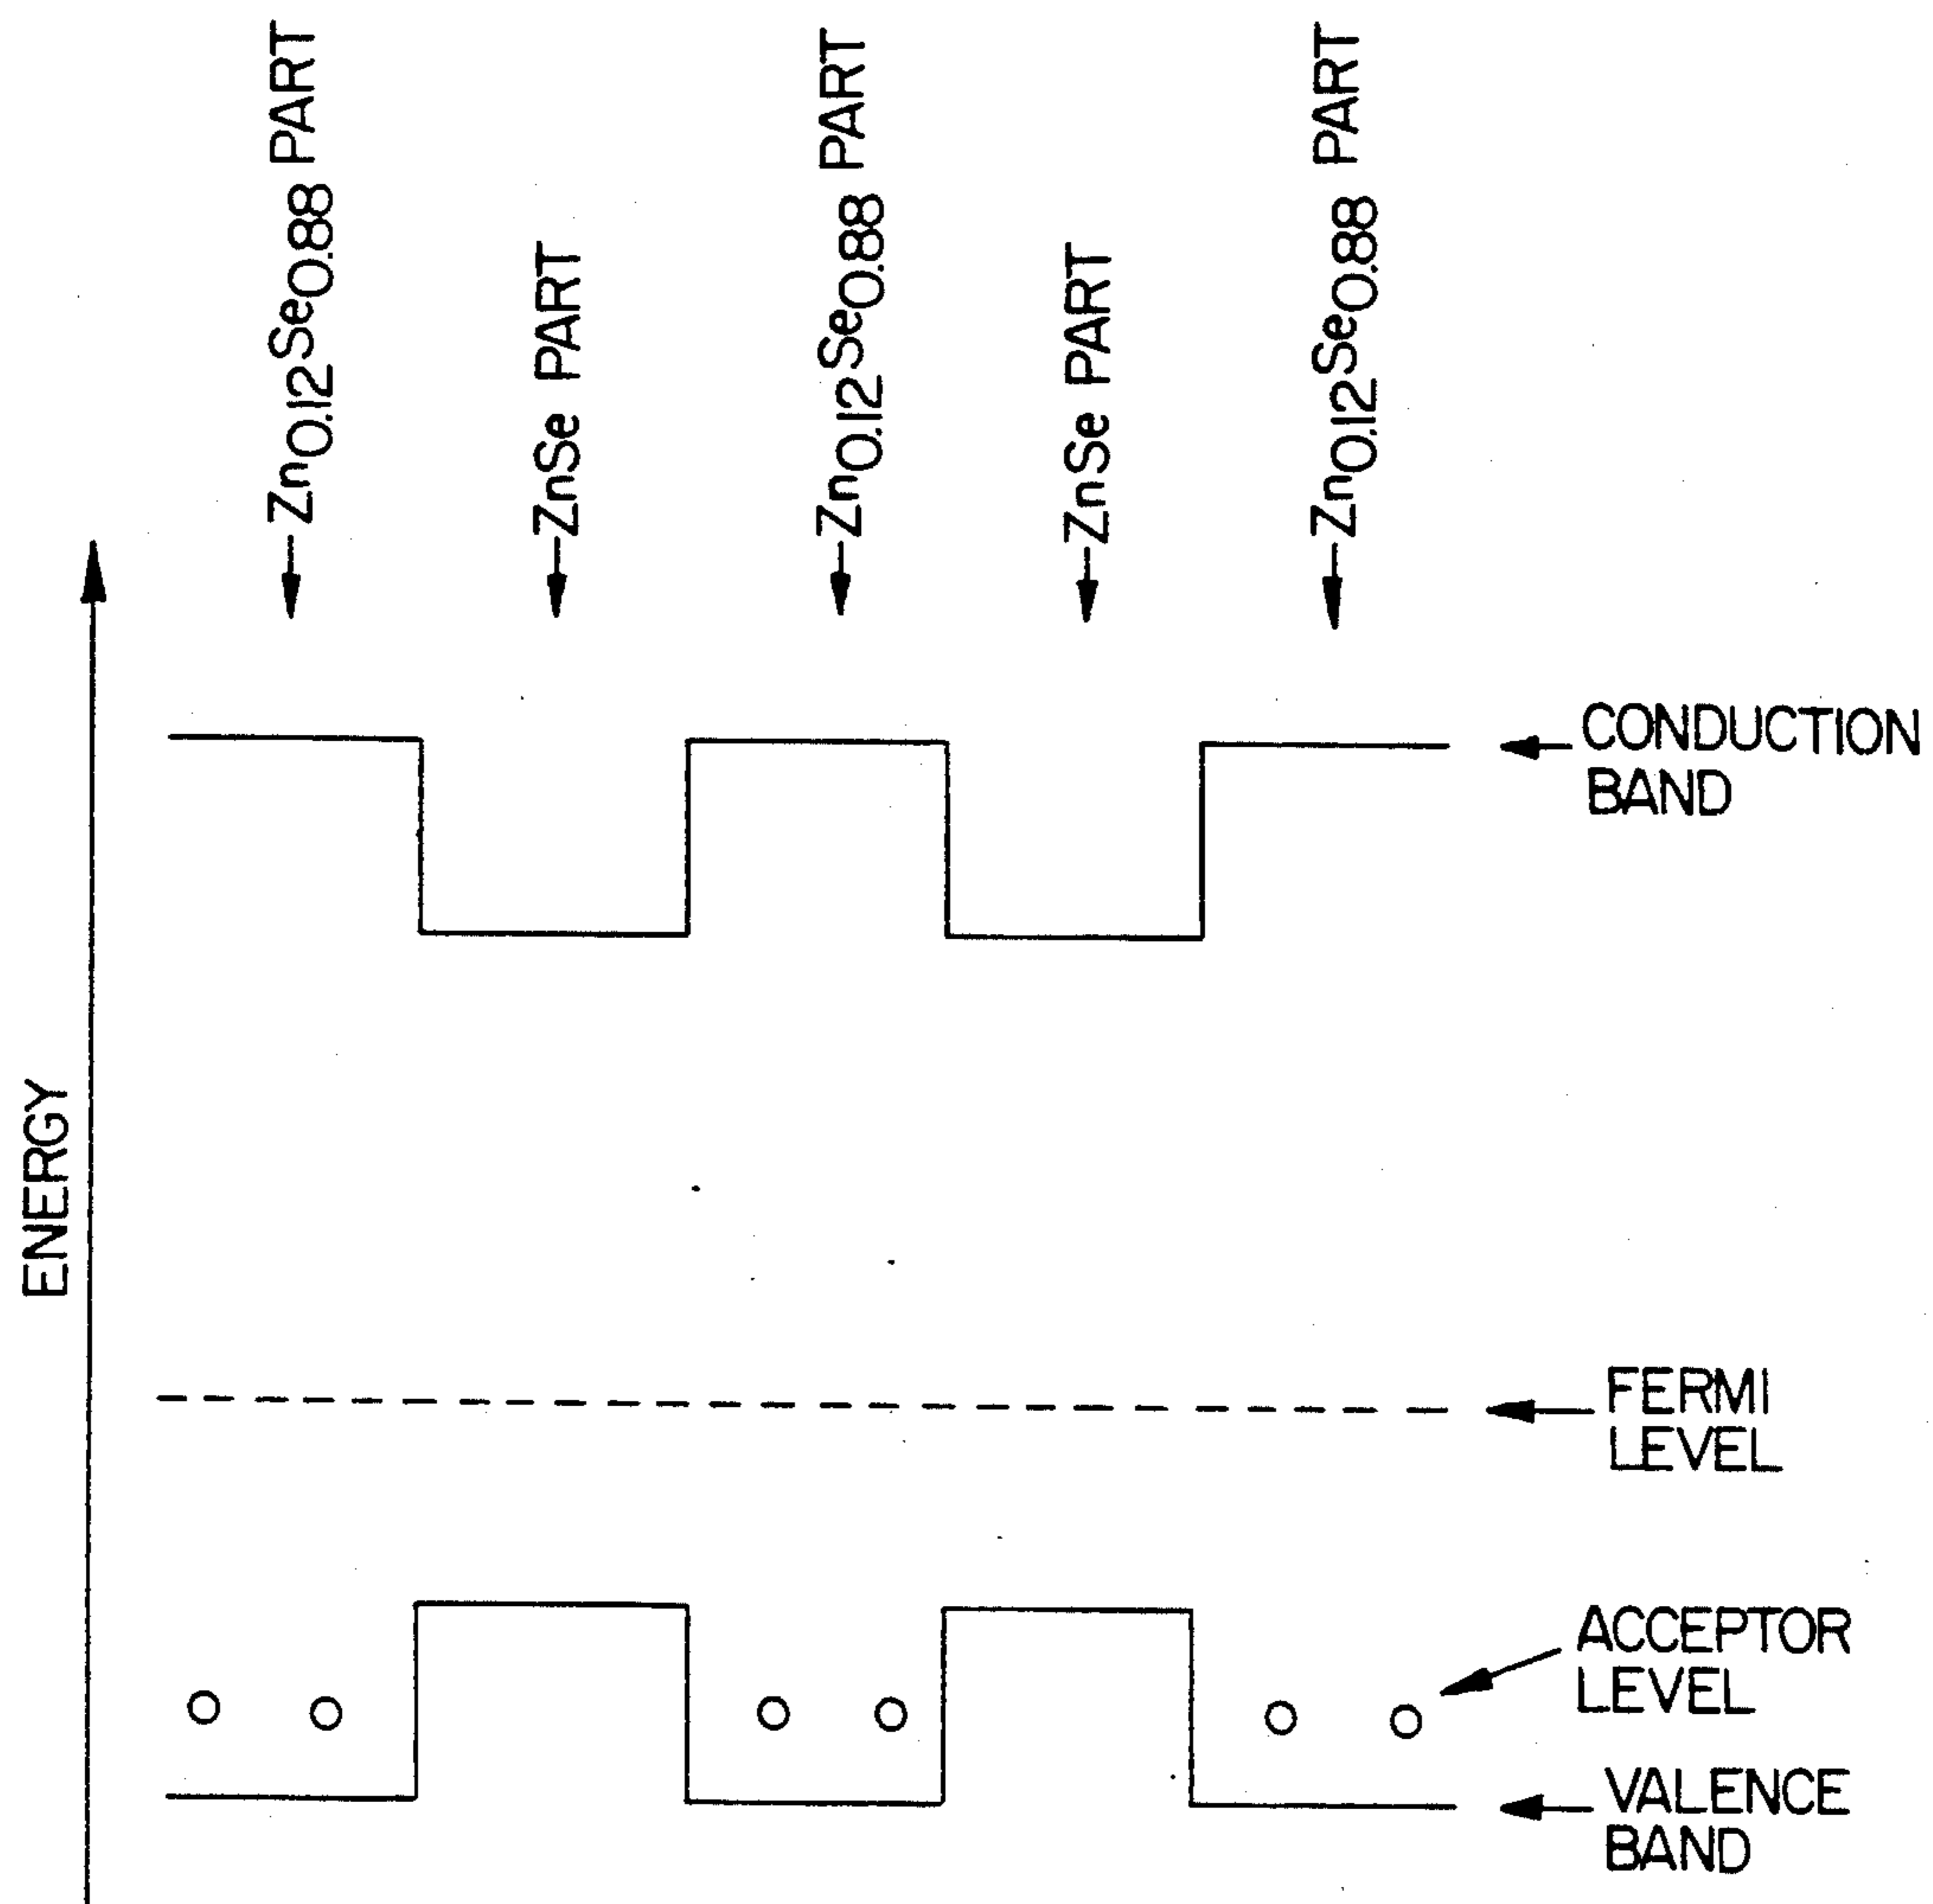 Zn0.12Se0.88 PART
ZnSe PART
Zn0.12Se0.88 PART
ZnSe PART
Zn0.12Se0.88 PART
CONDUCTION
BAND
ENERGY
FERMI
LEVEL
ACCEPTOR
LEVEL
VALENCE
BAND